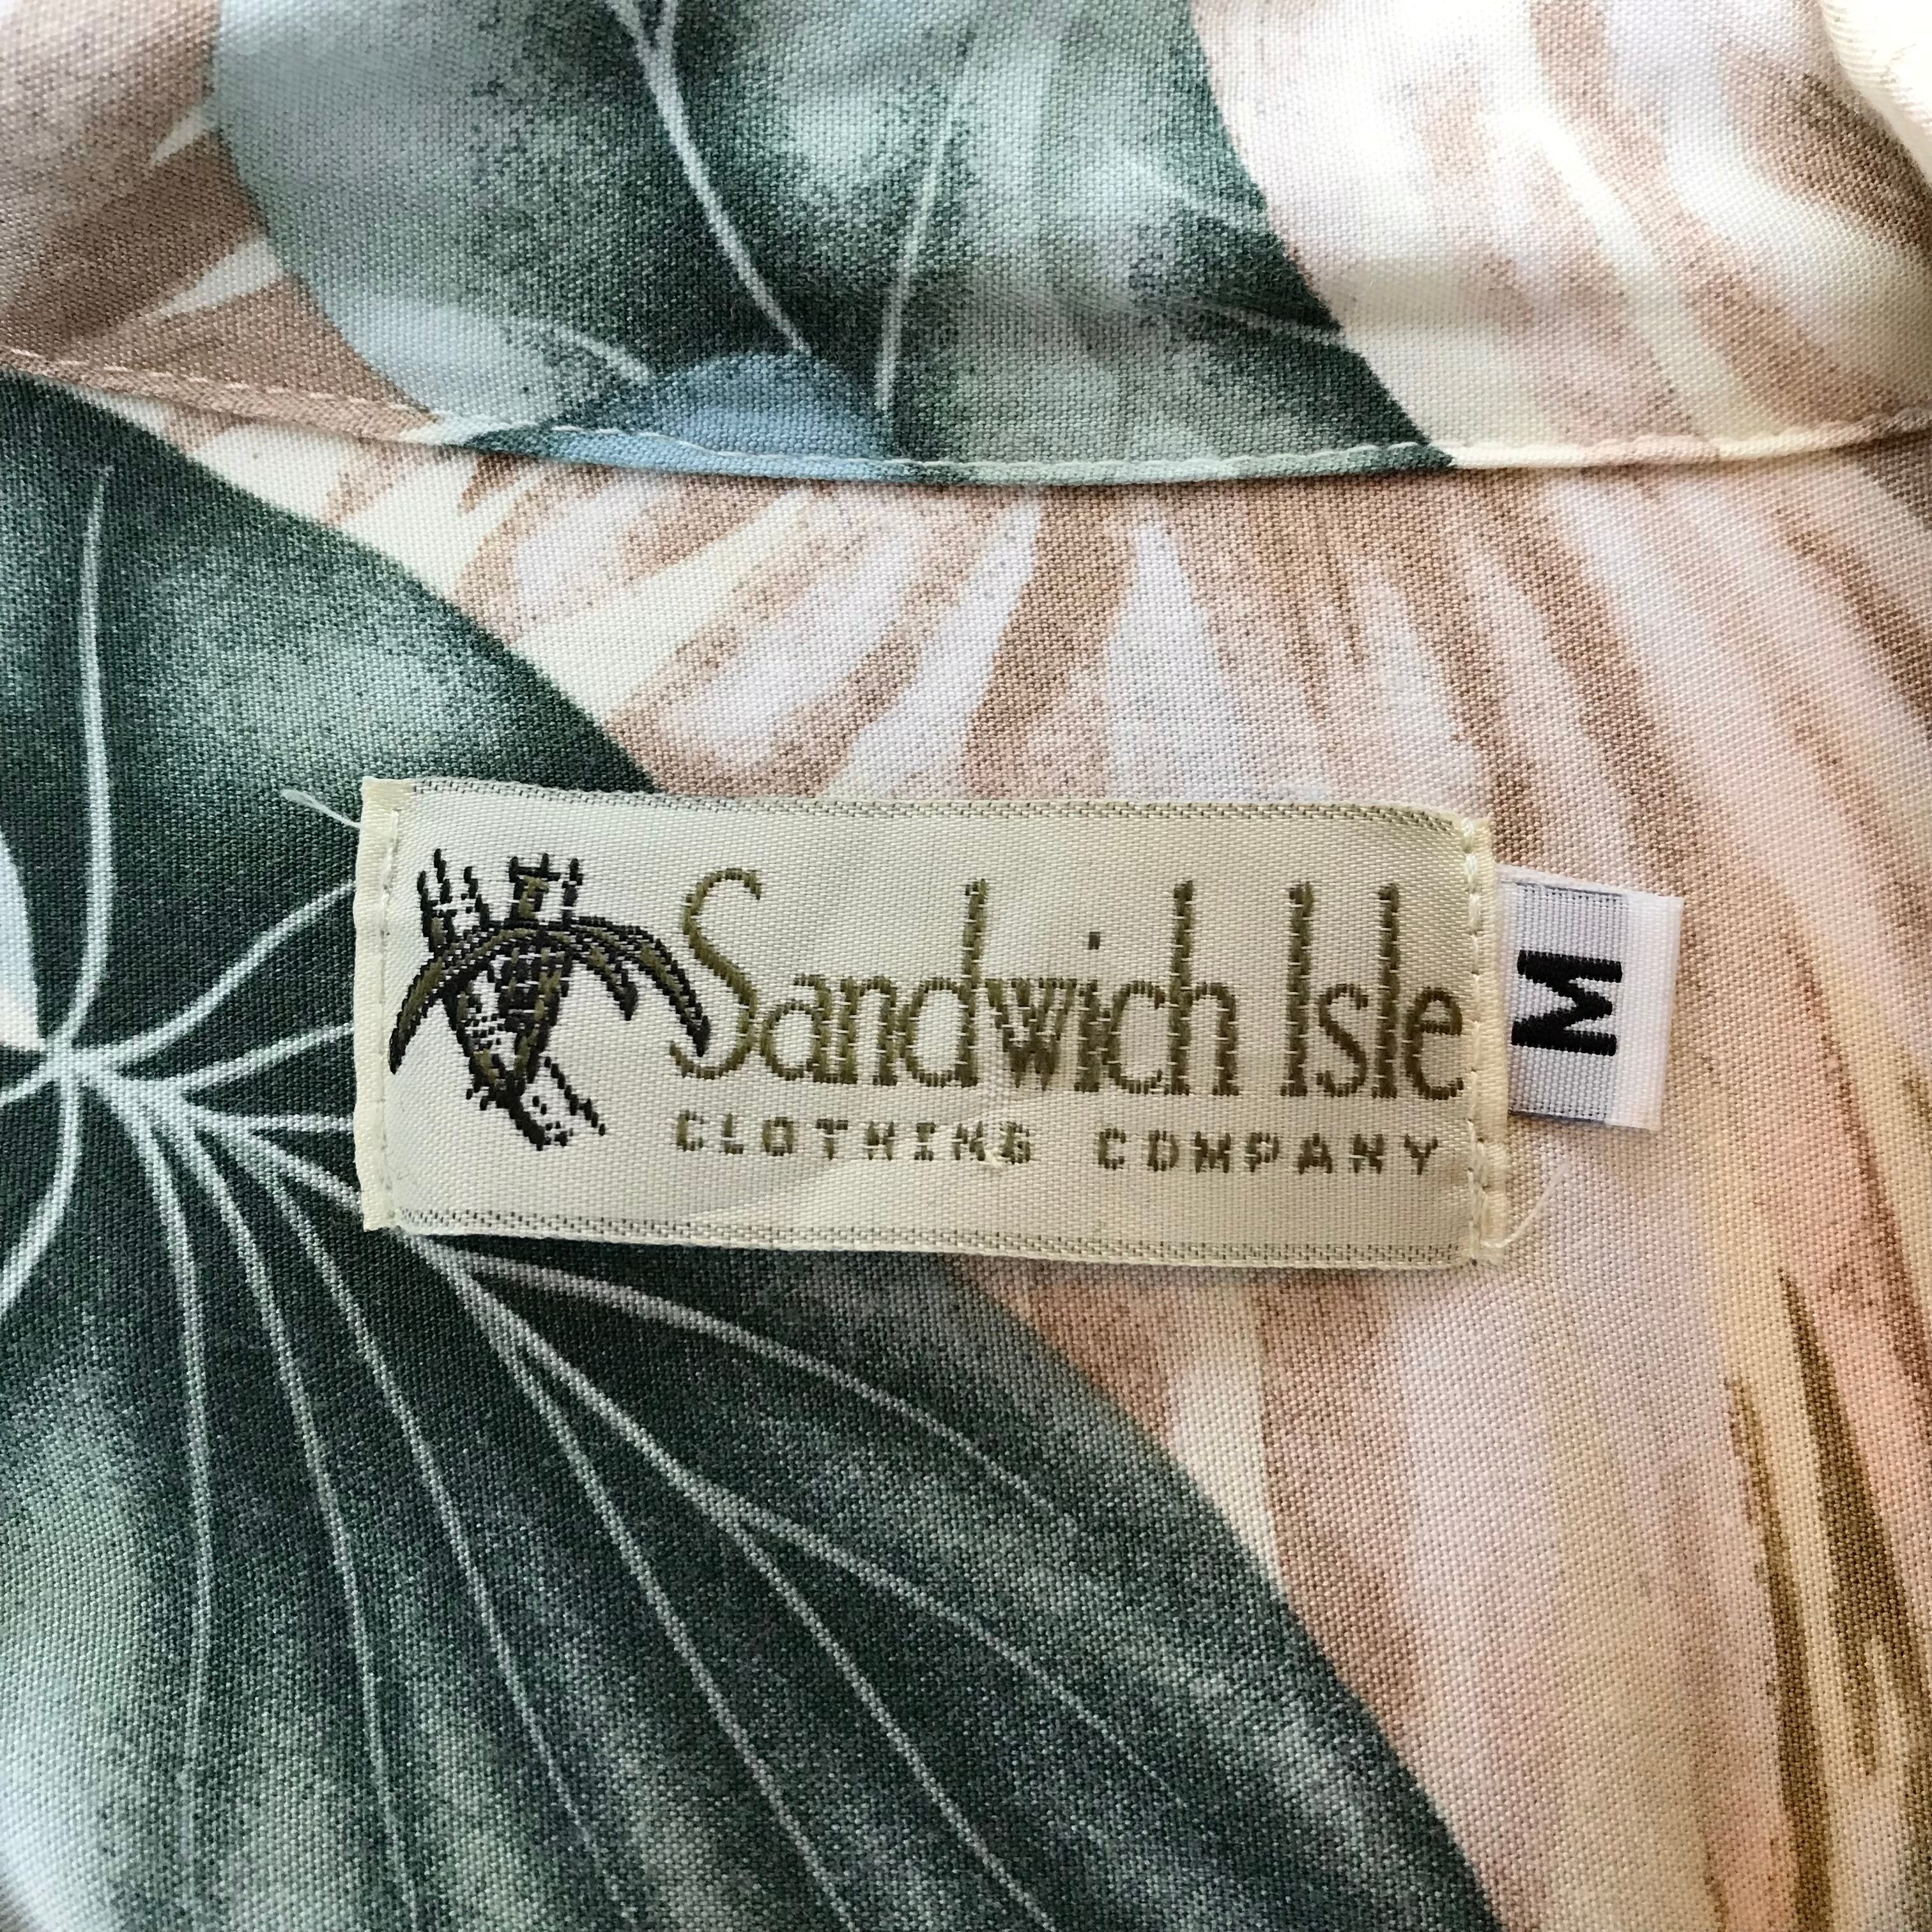 Sandwich Isle
CLOTHING COMPANY
M